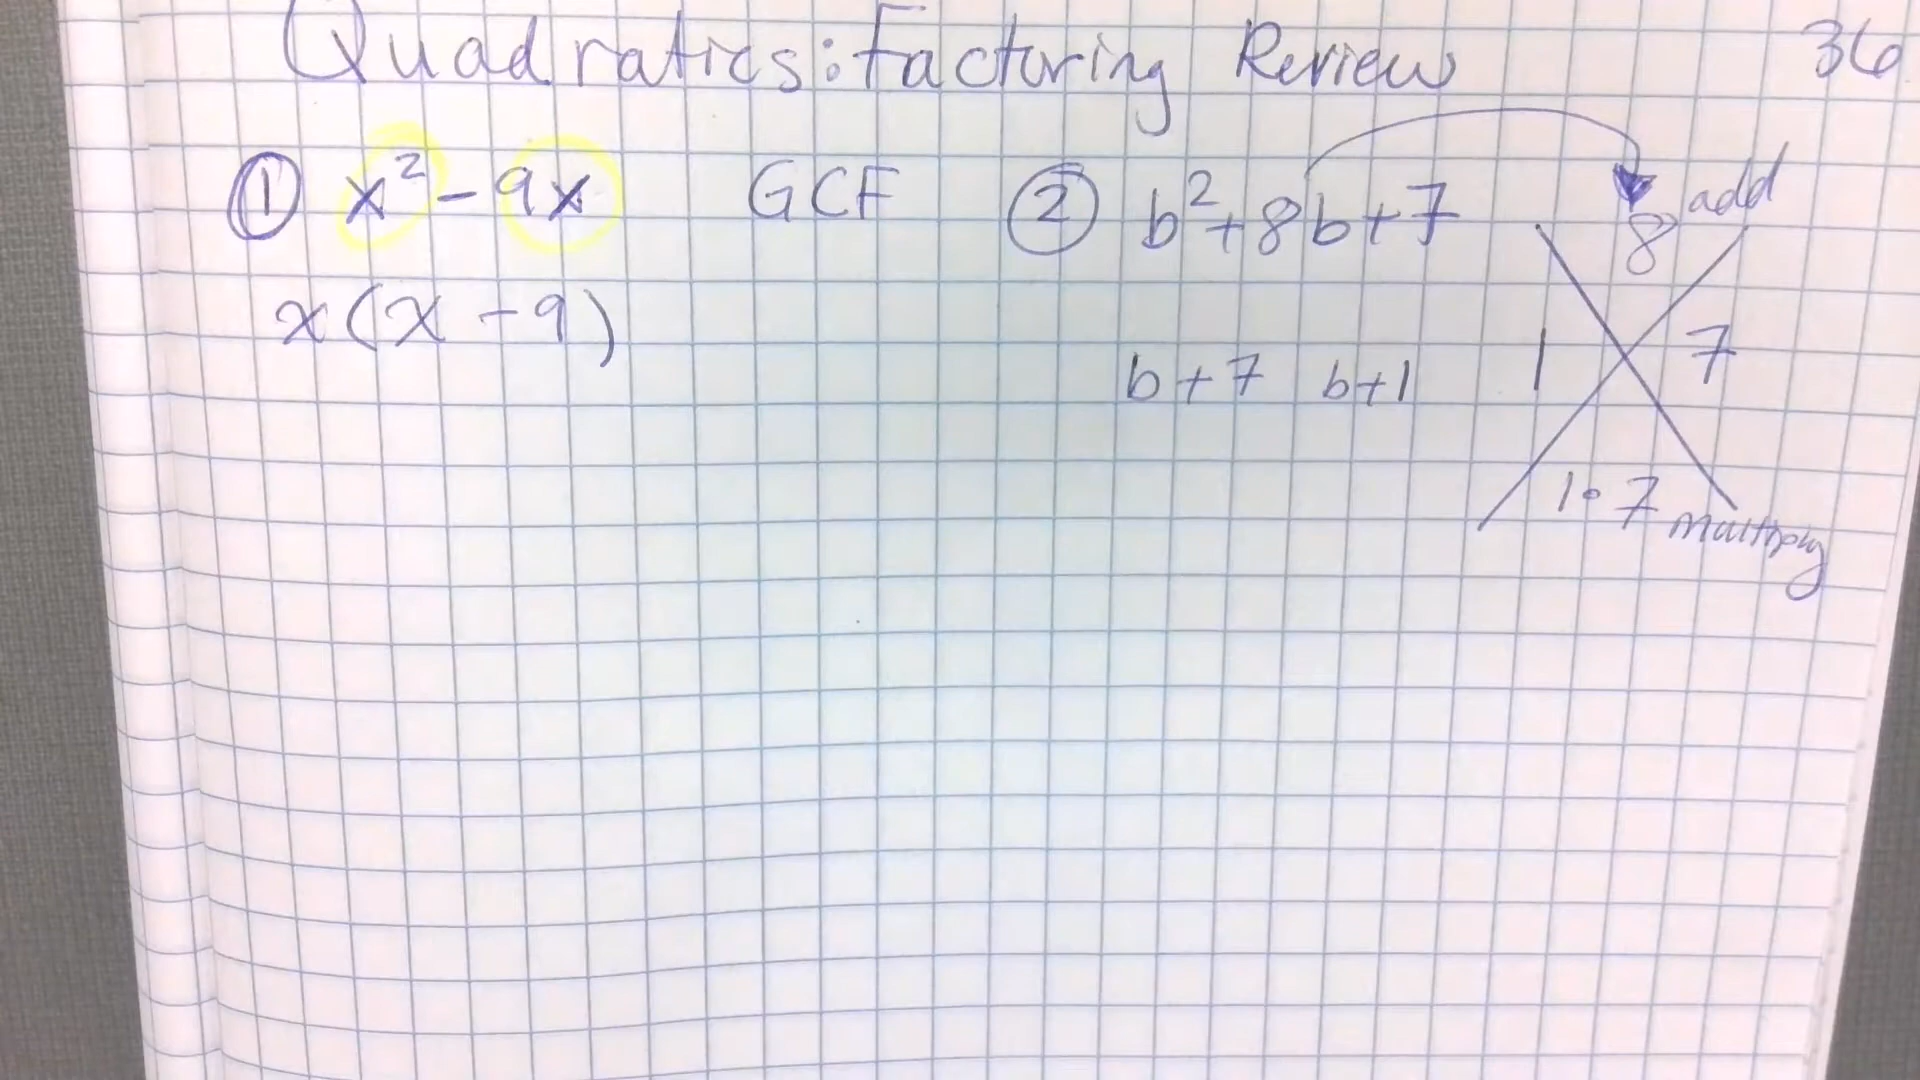 Quadratics: Factoring Review 36
① x² - 9x GCF
x(x - 9)
② b² + 8b + 7
b + 7 b + 1
8 add
1 7
1 • 7 multiply